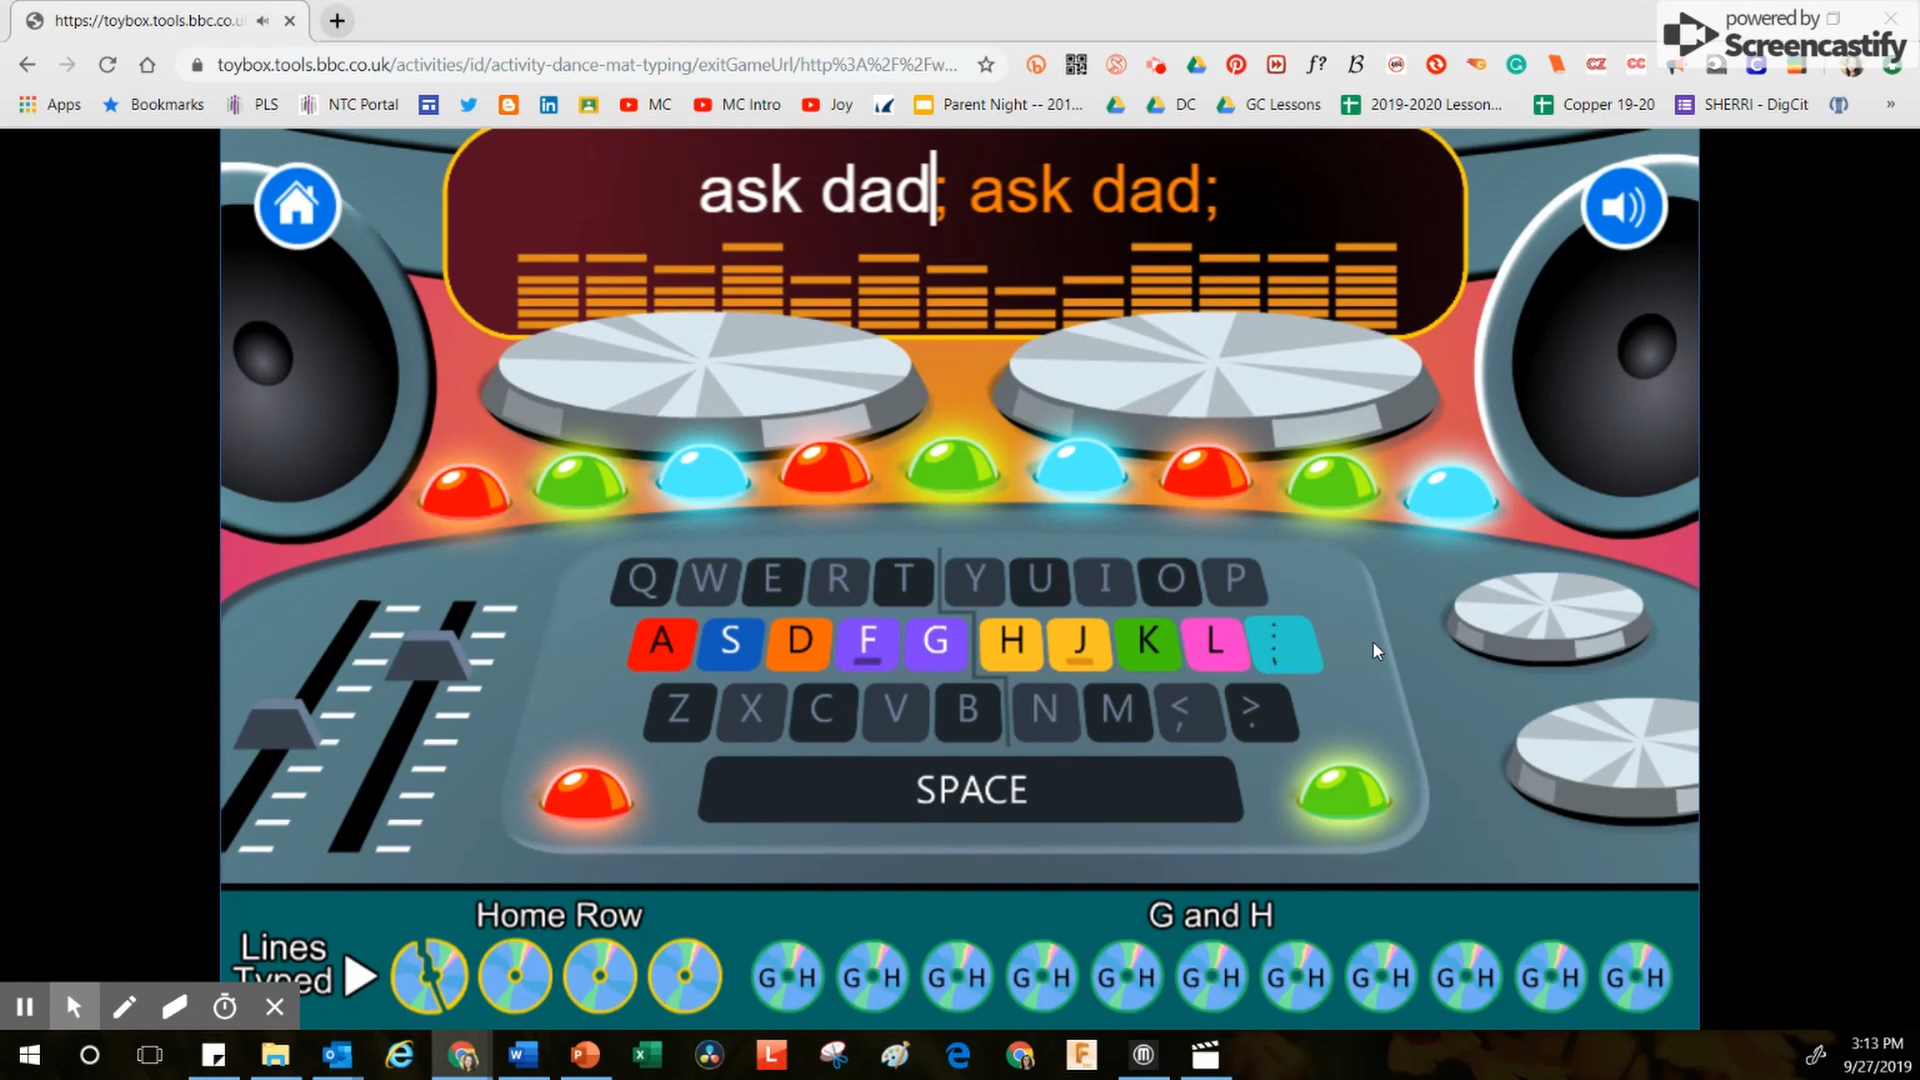 https://toybox.tools.bbc.co.u
powered by
Screencastify
toybox.tools.bbc.co.uk/activities/id/activity-dance-mat-typing/exitGameUrl/http%3A%2F%2Fw...
Apps Bookmarks PLS NTC Portal MC MC Intro Joy Parent Night -- 201... DC GC Lessons 2019-2020 Lesson... Copper 19-20 SHERRI - DigCit »
ask dad; ask dad;
Q W E R T Y U I O P
A S D F G H J K L :;
Z X C V B N M <, >.
SPACE
Home Row G and H
Lines
Typed
G H G H G H G H G H G H G H G H G H G H G H
3:13 PM
9/27/2019